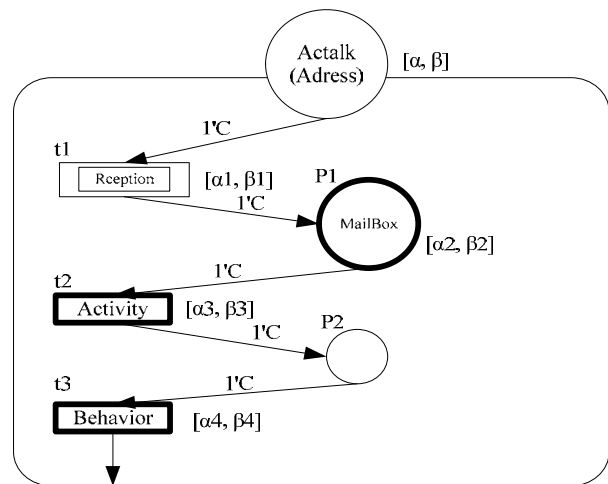 Actalk
(Adress)
[α, β]
1'C
t1
Rception
[α1, β1]
1'C
P1
MailBox
[α2, β2]
1'C
t2
Activity
[α3, β3]
1'C
P2
1'C
t3
Behavior
[α4, β4]